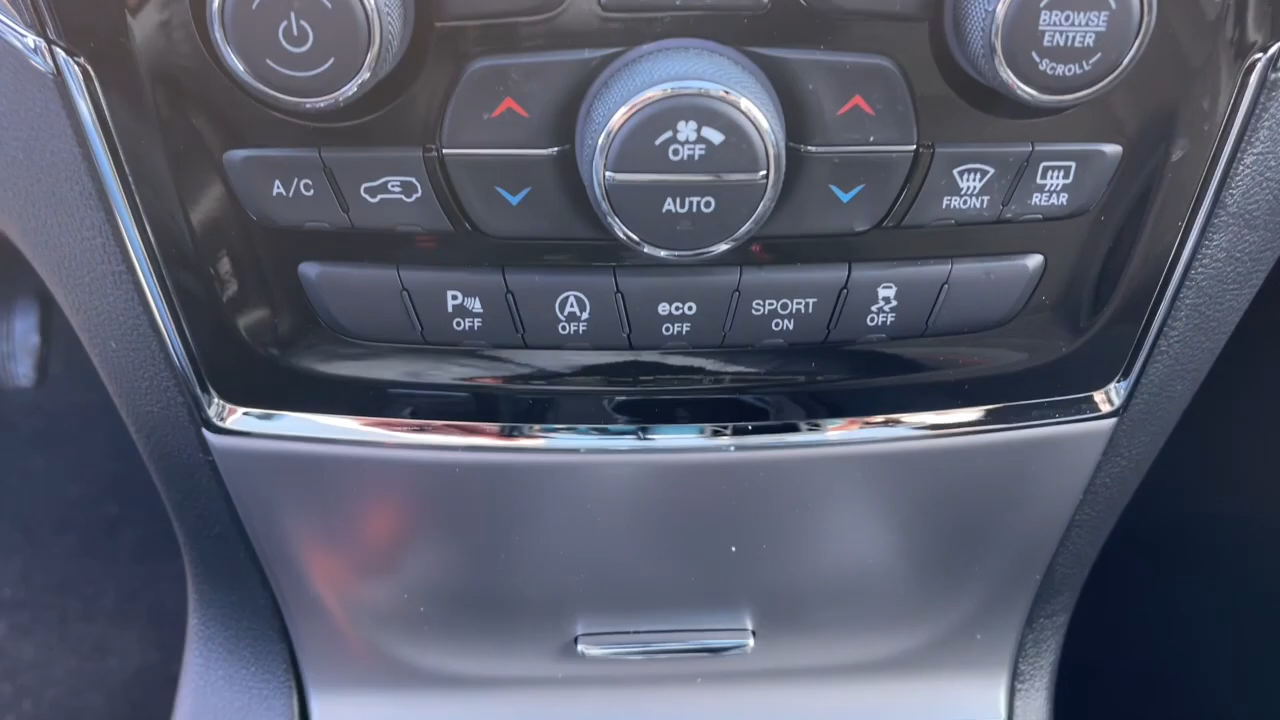 BROWSE
ENTER
SCROLL
OFF
A/C
AUTO
FRONT
REAR
P
OFF
A
OFF
eco
OFF
SPORT
ON
OFF